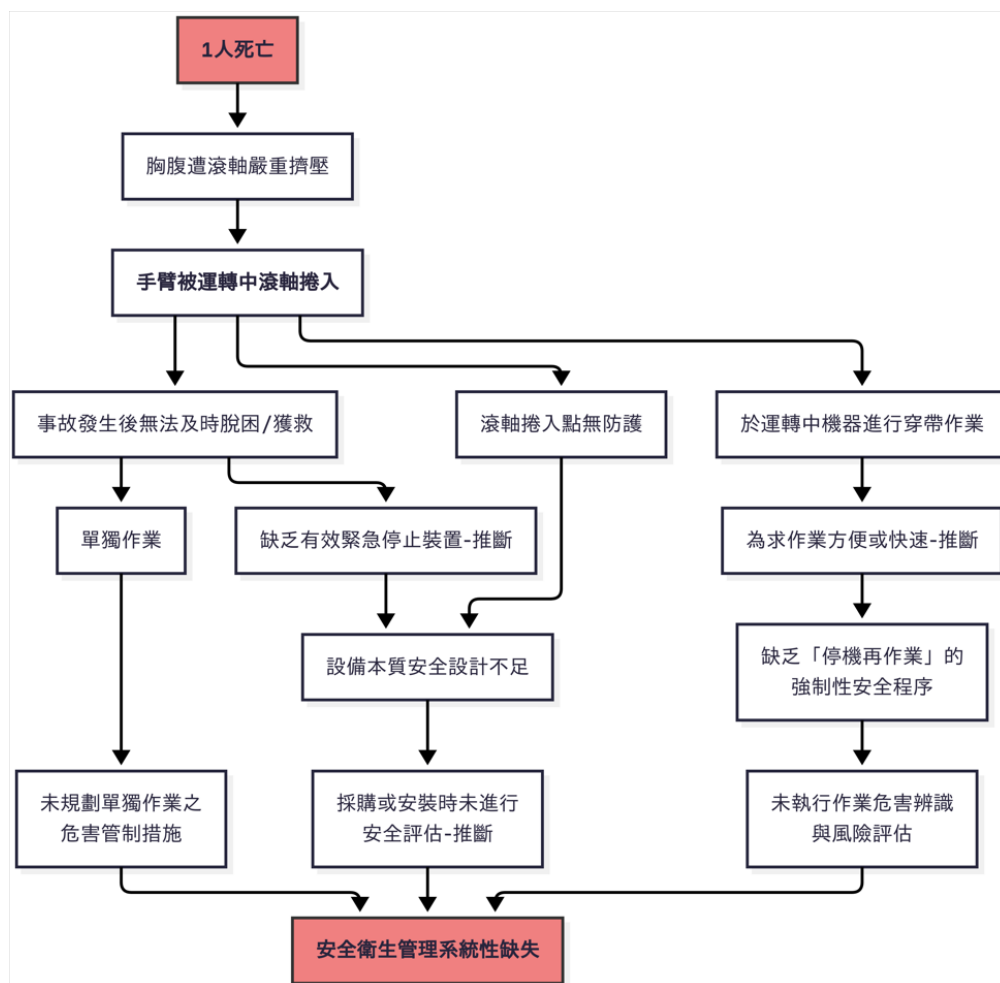 1人死亡
胸腹遭滾軸嚴重擠壓
手臂被運轉中滾軸捲入
事故發生後無法及時脫困/獲救
滾軸捲入點無防護
於運轉中機器進行穿帶作業
單獨作業
缺乏有效緊急停止裝置-推斷
為求作業方便或快速-推斷
設備本質安全設計不足
缺乏「停機再作業」的
強制性安全程序
未規劃單獨作業之
危害管制措施
採購或安裝時未進行
安全評估-推斷
未執行作業危害辨識
與風險評估
安全衛生管理系統性缺失